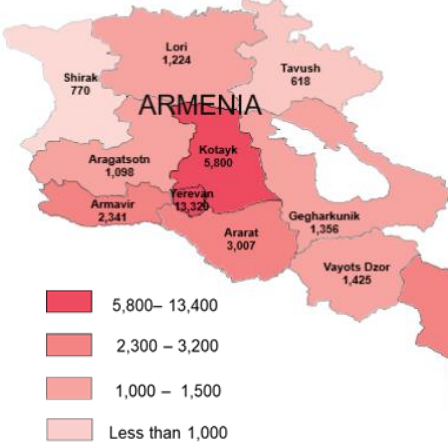 Lori
1,224
Shirak
770
Tavush
618
ARMENIA
Kotayk
5,800
Aragatsotn
1,098
Yerevan
13,320
Armavir
2,341
Gegharkunik
1,356
Ararat
3,007
Vayots Dzor
1,425
5,800– 13,400
2,300 – 3,200
1,000 – 1,500
Less than 1,000